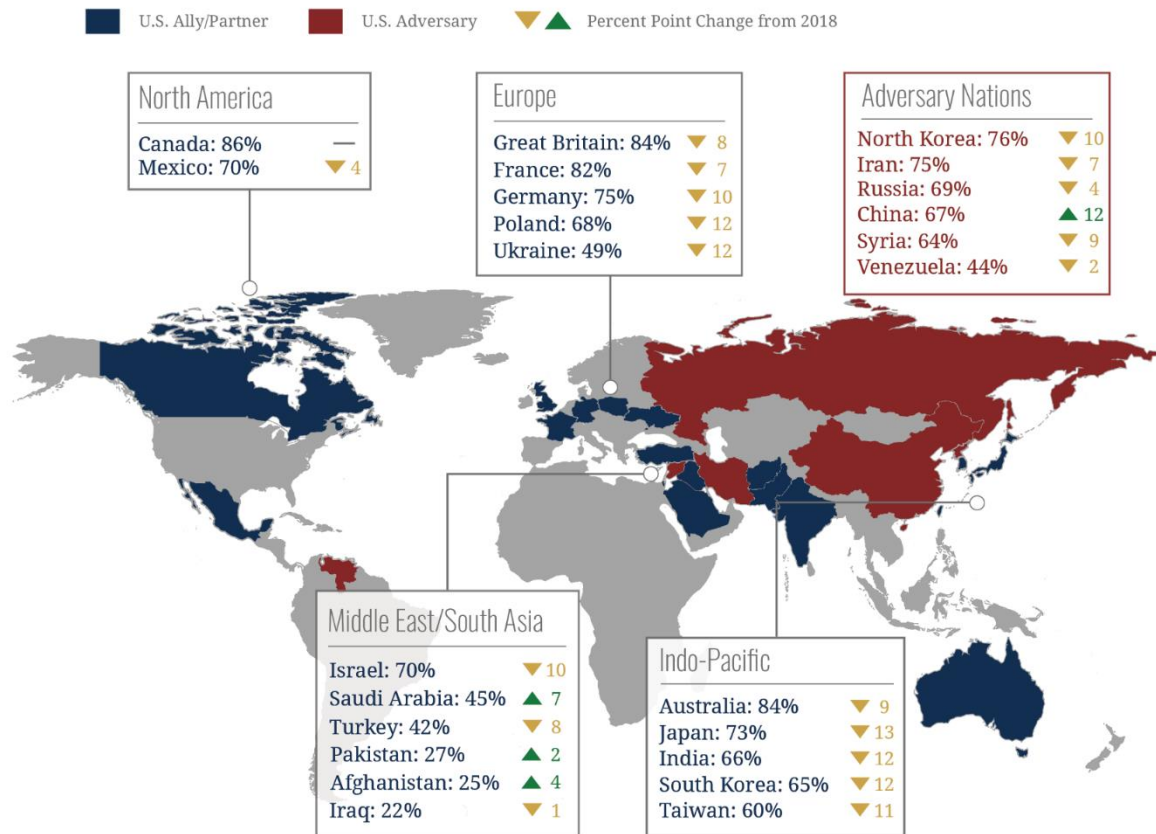 U.S. Ally/Partner U.S. Adversary Percent Point Change from 2018
North America
Canada: 86% —
Mexico: 70% ▼ 4
Europe
Great Britain: 84% ▼ 8
France: 82% ▼ 7
Germany: 75% ▼ 10
Poland: 68% ▼ 12
Ukraine: 49% ▼ 12
Adversary Nations
North Korea: 76% ▼ 10
Iran: 75% ▼ 7
Russia: 69% ▼ 4
China: 67% ▲ 12
Syria: 64% ▼ 9
Venezuela: 44% ▼ 2
Middle East/South Asia
Israel: 70% ▼ 10
Saudi Arabia: 45% ▲ 7
Turkey: 42% ▼ 8
Pakistan: 27% ▲ 2
Afghanistan: 25% ▲ 4
Iraq: 22% ▼ 1
Indo-Pacific
Australia: 84% ▼ 9
Japan: 73% ▼ 13
India: 66% ▼ 12
South Korea: 65% ▼ 12
Taiwan: 60% ▼ 11